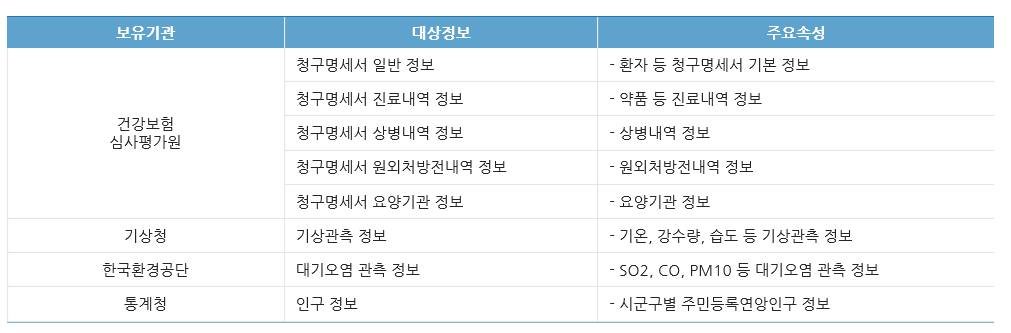 보유기관 대상정보 주요속성
건강보험
심사평가원
청구명세서 일반 정보 - 환자 등 청구명세서 기본 정보
청구명세서 진료내역 정보 - 약품 등 진료내역 정보
청구명세서 상병내역 정보 - 상병내역 정보
청구명세서 원외처방전내역 정보 - 원외처방전내역 정보
청구명세서 요양기관 정보 - 요양기관 정보
기상청 기상관측 정보 - 기온, 강수량, 습도 등 기상관측 정보
한국환경공단 대기오염 관측 정보 - SO2, CO, PM10 등 대기오염 관측 정보
통계청 인구 정보 - 시군구별 주민등록연앙인구 정보